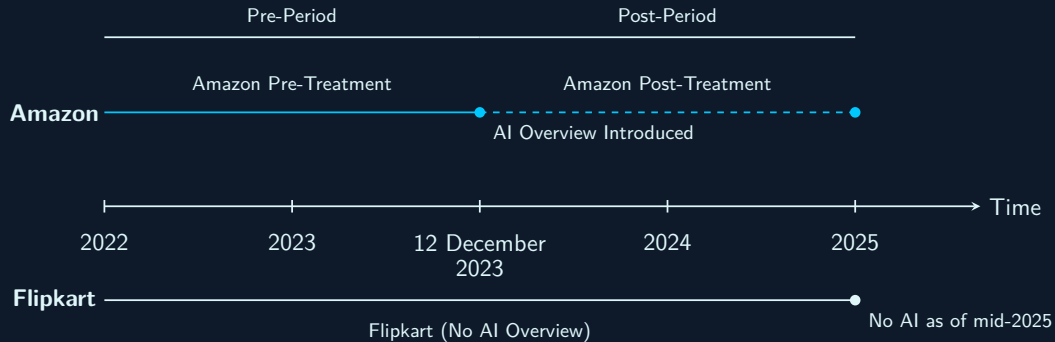 Pre-Period
Post-Period
Amazon Pre-Treatment
Amazon Post-Treatment
Amazon
AI Overview Introduced
Time
2022
2023
12 December
2023
2024
2025
Flipkart
No AI as of mid-2025
Flipkart (No AI Overview)